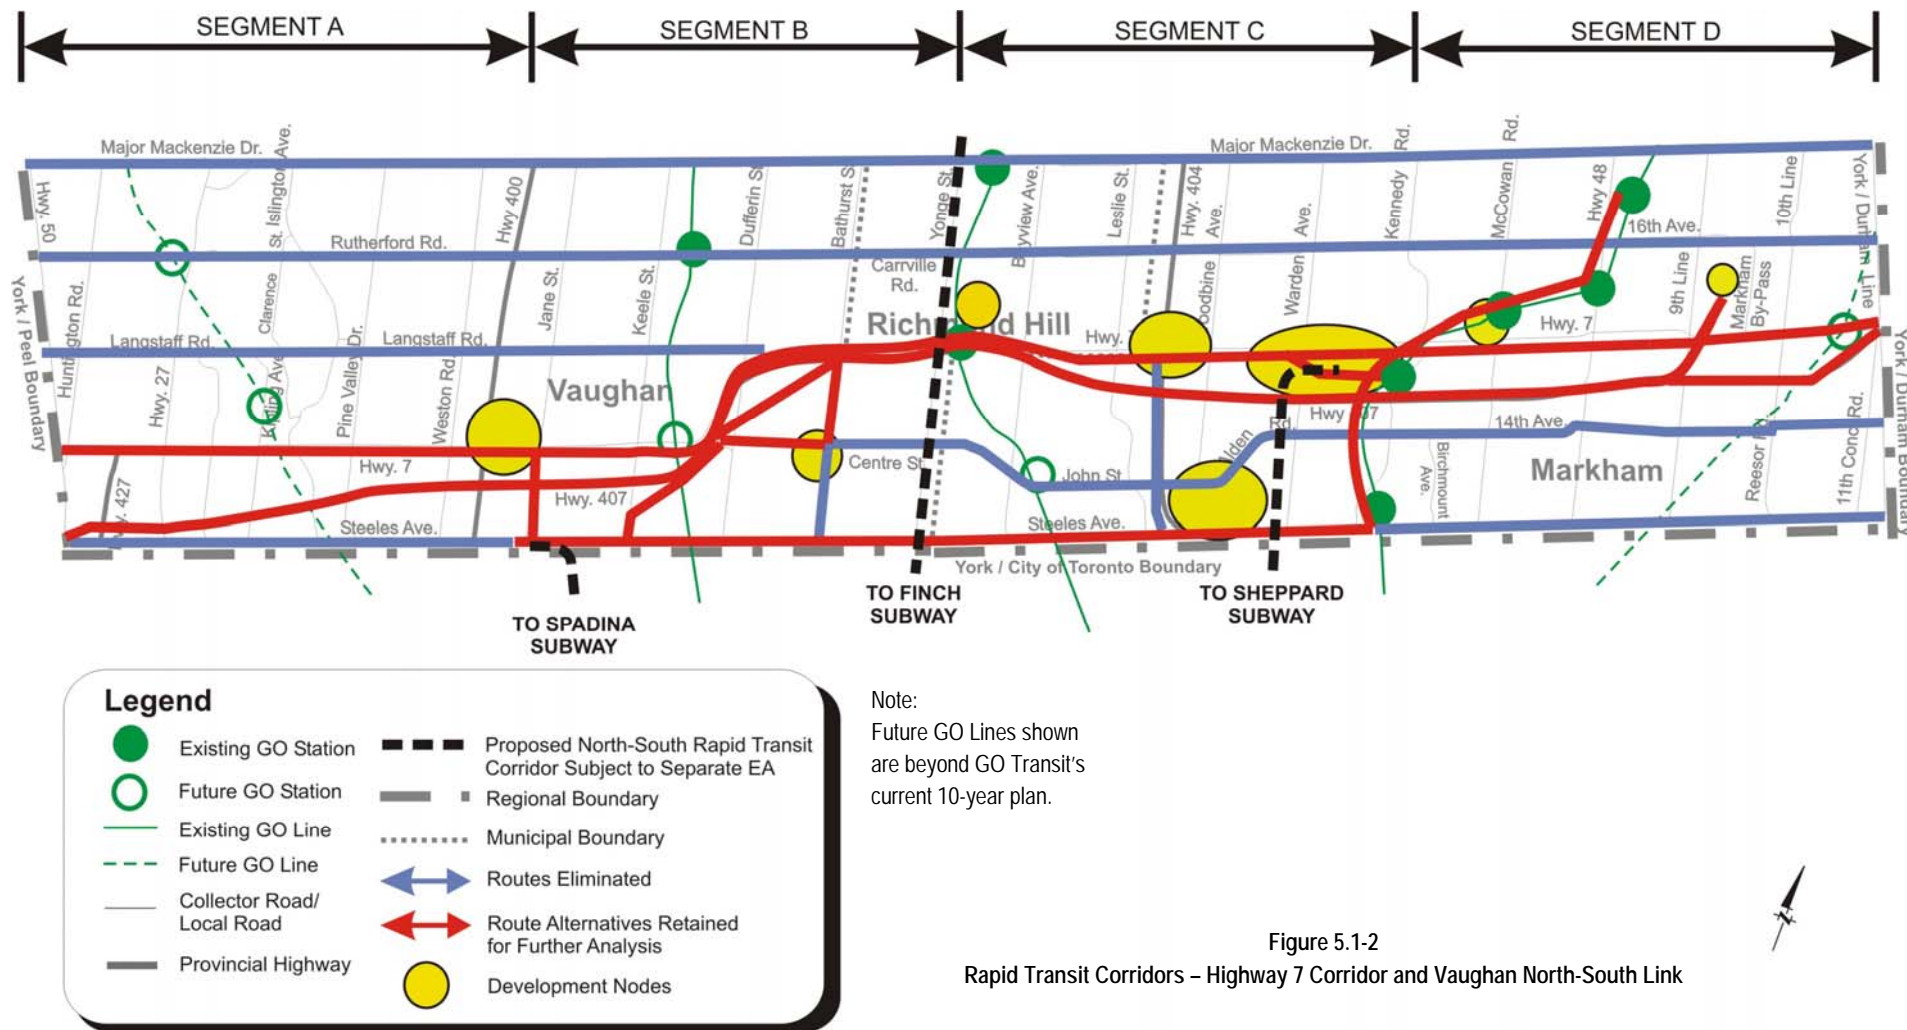 SEGMENT A
SEGMENT B
SEGMENT C
SEGMENT D
Major Mackenzie Dr.
Major Mackenzie Dr.
Hwy. 50
Islington Ave.
Hwy 400
Dufferin St.
Yonge St.
Leslie St.
Hwy. 404
Ave.
Ave.
Kennedy Rd.
McCowan Rd.
Hwy 48
16th Ave.
10th Line
Rutherford Rd.
Carrville
Rd.
Huntington Rd.
Hwy. 27
Clarence St.
Pine Valley Dr.
Weston Rd.
Jane St.
Keele St.
Warden
9th Line
Markham
By-Pass
Langstaff Rd.
Langstaff Rd.
Richmond Hill
Hwy. 7
Vaughan
York / Peel Boundary
York / Durham Line
York / Durham Boundary
Hwy. 7
Hwy. 407
Centre St.
John St
Alden
Rd.
Hwy 407
14th Ave.
Birchmount
Ave.
Markham
Reesor Rd.
11th Conc Rd.
Hwy. 427
Steeles Ave.
Steeles Ave.
York / City of Toronto Boundary
TO SPADINA
SUBWAY
TO FINCH
SUBWAY
TO SHEPPARD
SUBWAY
Legend
Existing GO Station
Future GO Station
Existing GO Line
Future GO Line
Collector Road/
Local Road
Provincial Highway
Proposed North-South Rapid Transit
Corridor Subject to Separate EA
Regional Boundary
Municipal Boundary
Routes Eliminated
Route Alternatives Retained
for Further Analysis
Development Nodes
Note:
Future GO Lines shown
are beyond GO Transit's
current 10-year plan.
N
Figure 5.1-2
Rapid Transit Corridors – Highway 7 Corridor and Vaughan North-South Link